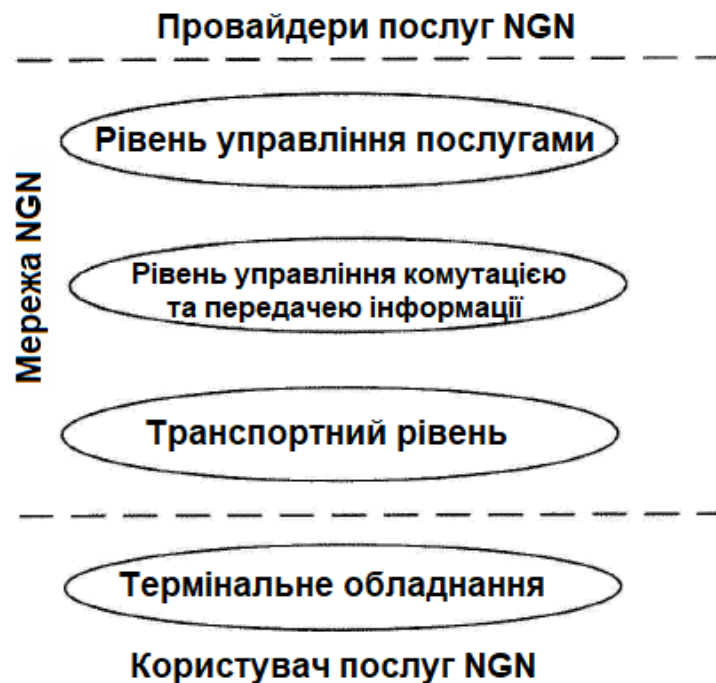 Провайдери послуг NGN
Рівень управління послугами
Мережа NGN
Рівень управління комутацією
та передачею інформації
Транспортний рівень
Термінальне обладнання
Користувач послуг NGN